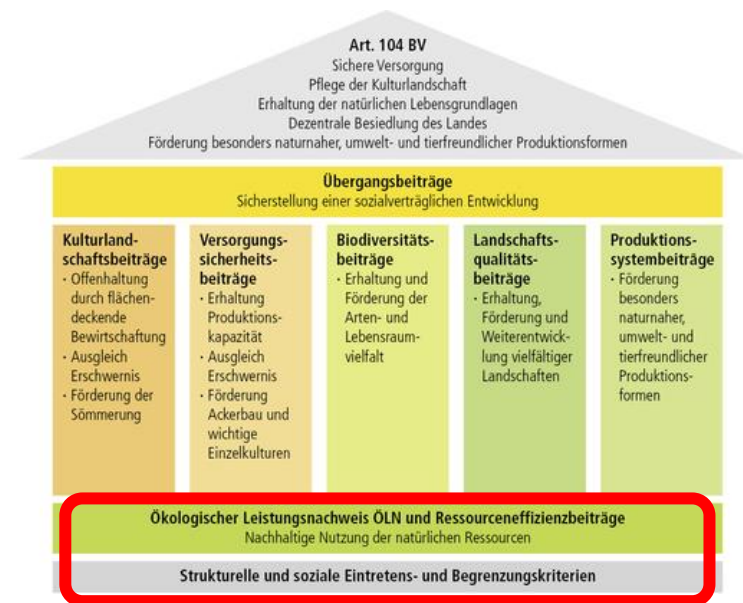 Art. 104 BV
Sichere Versorgung
Pflege der Kulturlandschaft
Erhaltung der natürlichen Lebensgrundlagen
Dezentrale Besiedlung des Landes
Förderung besonders naturnaher, umwelt- und tierfreundlicher Produktionsformen
Übergangsbeiträge
Sicherstellung einer sozialverträglichen Entwicklung
Kulturland-
schaftsbeiträge
· Offenhaltung
durch flächen-
deckende
Bewirtschaftung
· Ausgleich
Erschwernis
· Förderung der
Sömmerung
Versorgungs-
sicherheits-
beiträge
· Erhaltung
Produktions-
kapazität
· Ausgleich
Erschwernis
· Förderung
Ackerbau und
wichtige
Einzelkulturen
Biodiversitäts-
beiträge
· Erhaltung und
Förderung der
Arten- und
Lebensraum-
vielfalt
Landschafts-
qualitäts-
beiträge
· Erhaltung,
Förderung und
Weiterentwick-
lung vielfältiger
Landschaften
Produktions-
systembeiträge
· Förderung
besonders
naturnaher,
umwelt- und
tierfreundlicher
Produktions-
formen
Ökologischer Leistungsnachweis ÖLN und Ressourceneffizienzbeiträge
Nachhaltige Nutzung der natürlichen Ressourcen
Strukturelle und soziale Eintretens- und Begrenzungskriterien